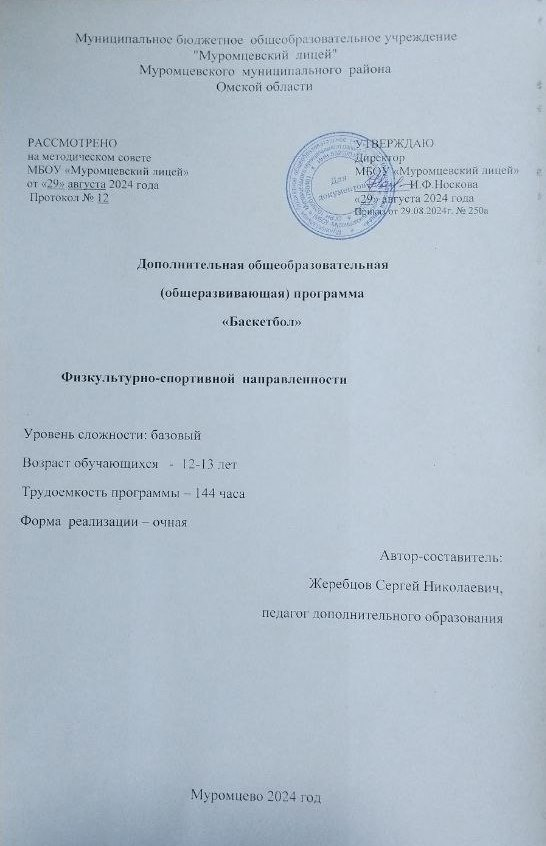 Муниципальное бюджетное общеобразовательное учреждение
"Муромцевский лицей"
Муромцевского муниципального района
Омской области
РАССМОТРЕНО
на методическом совете
МБОУ «Муромцевский лицей»
от «29» августа 2024 года
Протокол № 12
УТВЕРЖДАЮ
Директор
МБОУ «Муромцевский лицей»
И.Ф.Носкова
«29» августа 2024 года
Приказ от 29.08.2024г. № 250в
Для
документов
Дополнительная общеобразовательная
(общеразвивающая) программа
«Баскетбол»
Физкультурно-спортивной направленности
Уровень сложности: базовый
Возраст обучающихся - 12-13 лет
Трудоемкость программы – 144 часа
Форма реализации – очная
Автор-составитель:
Жеребцов Сергей Николаевич,
педагог дополнительного образования
Муромцево 2024 год